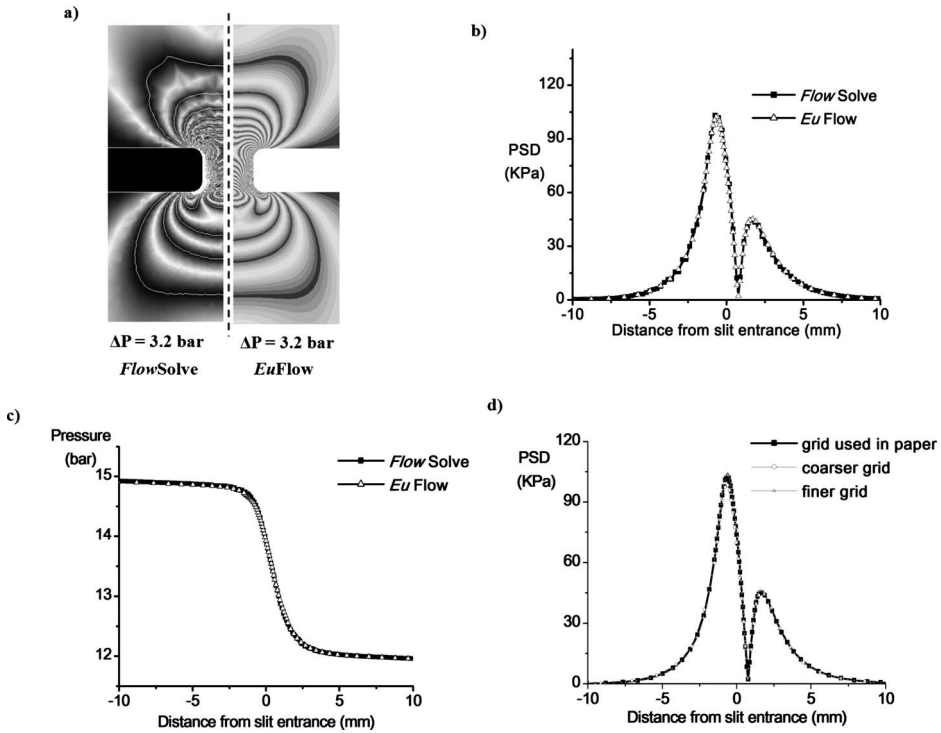 a)
ΔP = 3.2 bar
FlowSolve
ΔP = 3.2 bar
EuFlow
b)
PSD
(KPa)
120
90
60
30
0
-10
-5
0
5
10
Distance from slit entrance (mm)
Flow Solve
Eu Flow
c)
Pressure
(bar)
15
14
13
12
-10
-5
0
5
10
Distance from slit entrance (mm)
Flow Solve
Eu Flow
d)
PSD
(KPa)
120
90
60
30
0
-10
-5
0
5
10
Distance from slit entrance (mm)
grid used in paper
coarser grid
finer grid